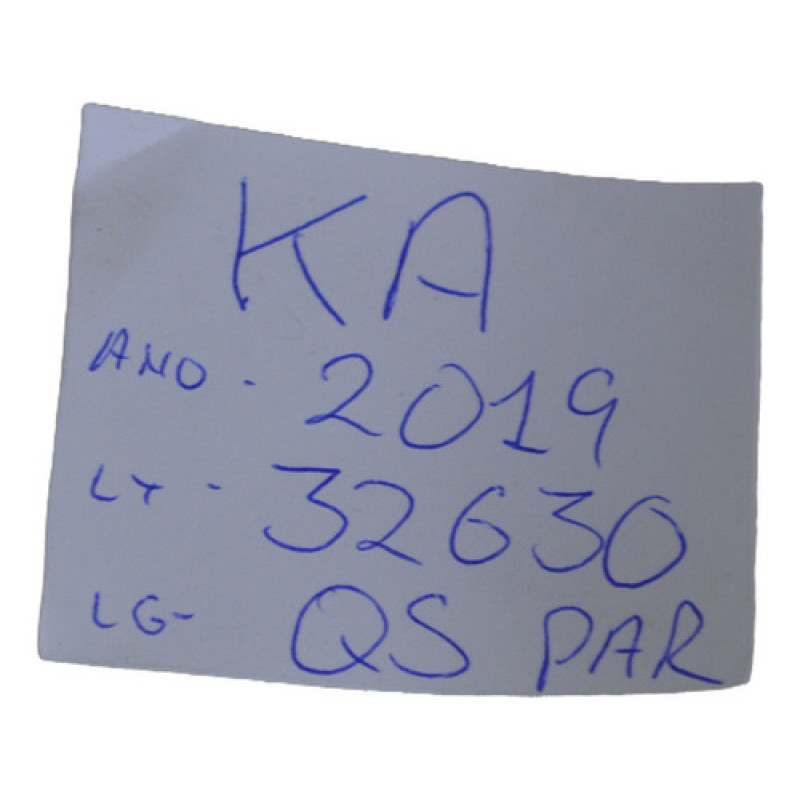 KA
ANO - 2019
LT - 32630
LG- QS PAR